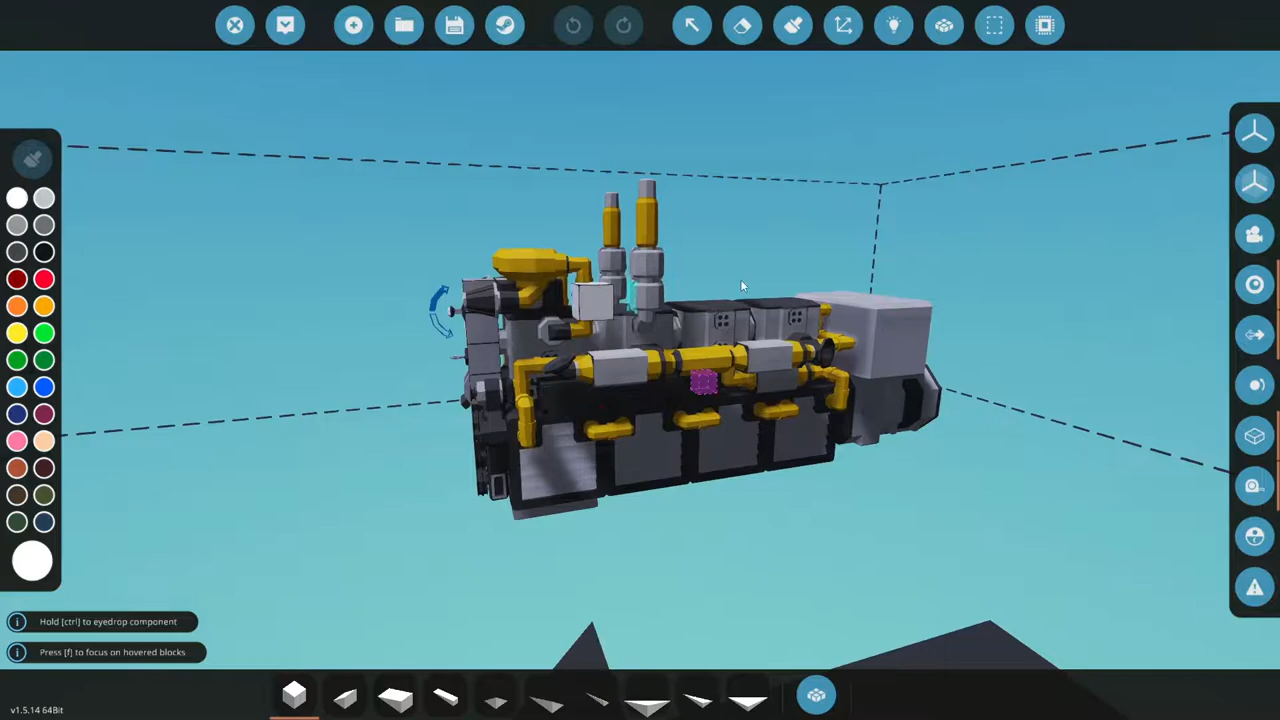 Hold [ctrl] to eyedrop component
Press [f] to focus on hovered blocks
v1.5.14 64Bit